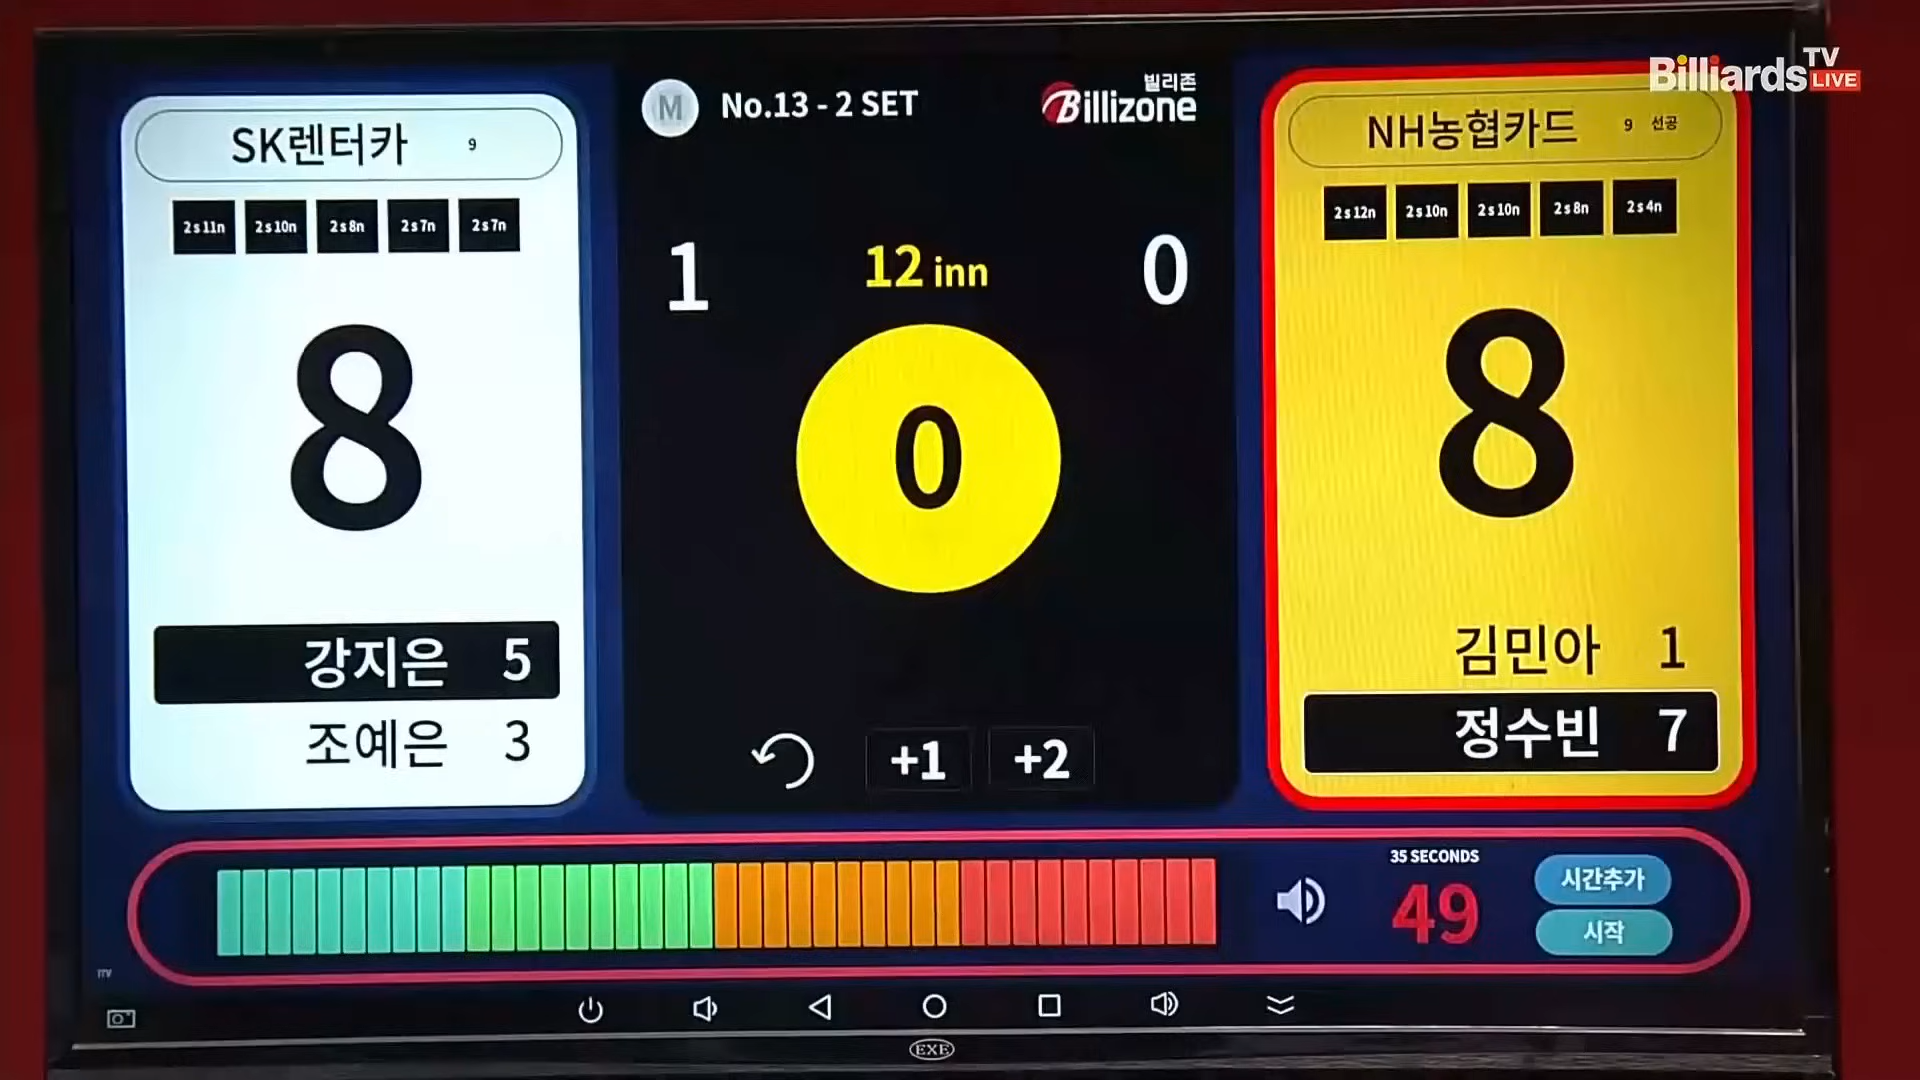 Billiards TV LIVE
SK렌터카 9
2s11n 2s10n 2s8n 2s7n 2s7n
8
강지은 5
조예은 3
M No.13 - 2 SET
빌리존
Billizone
1 12 inn 0
0
+1 +2
NH농협카드 9 선공
2s12n 2s10n 2s10n 2s8n 2s4n
8
김민아 1
정수빈 7
35 SECONDS
49
시간추가
시작
ITV
EXE